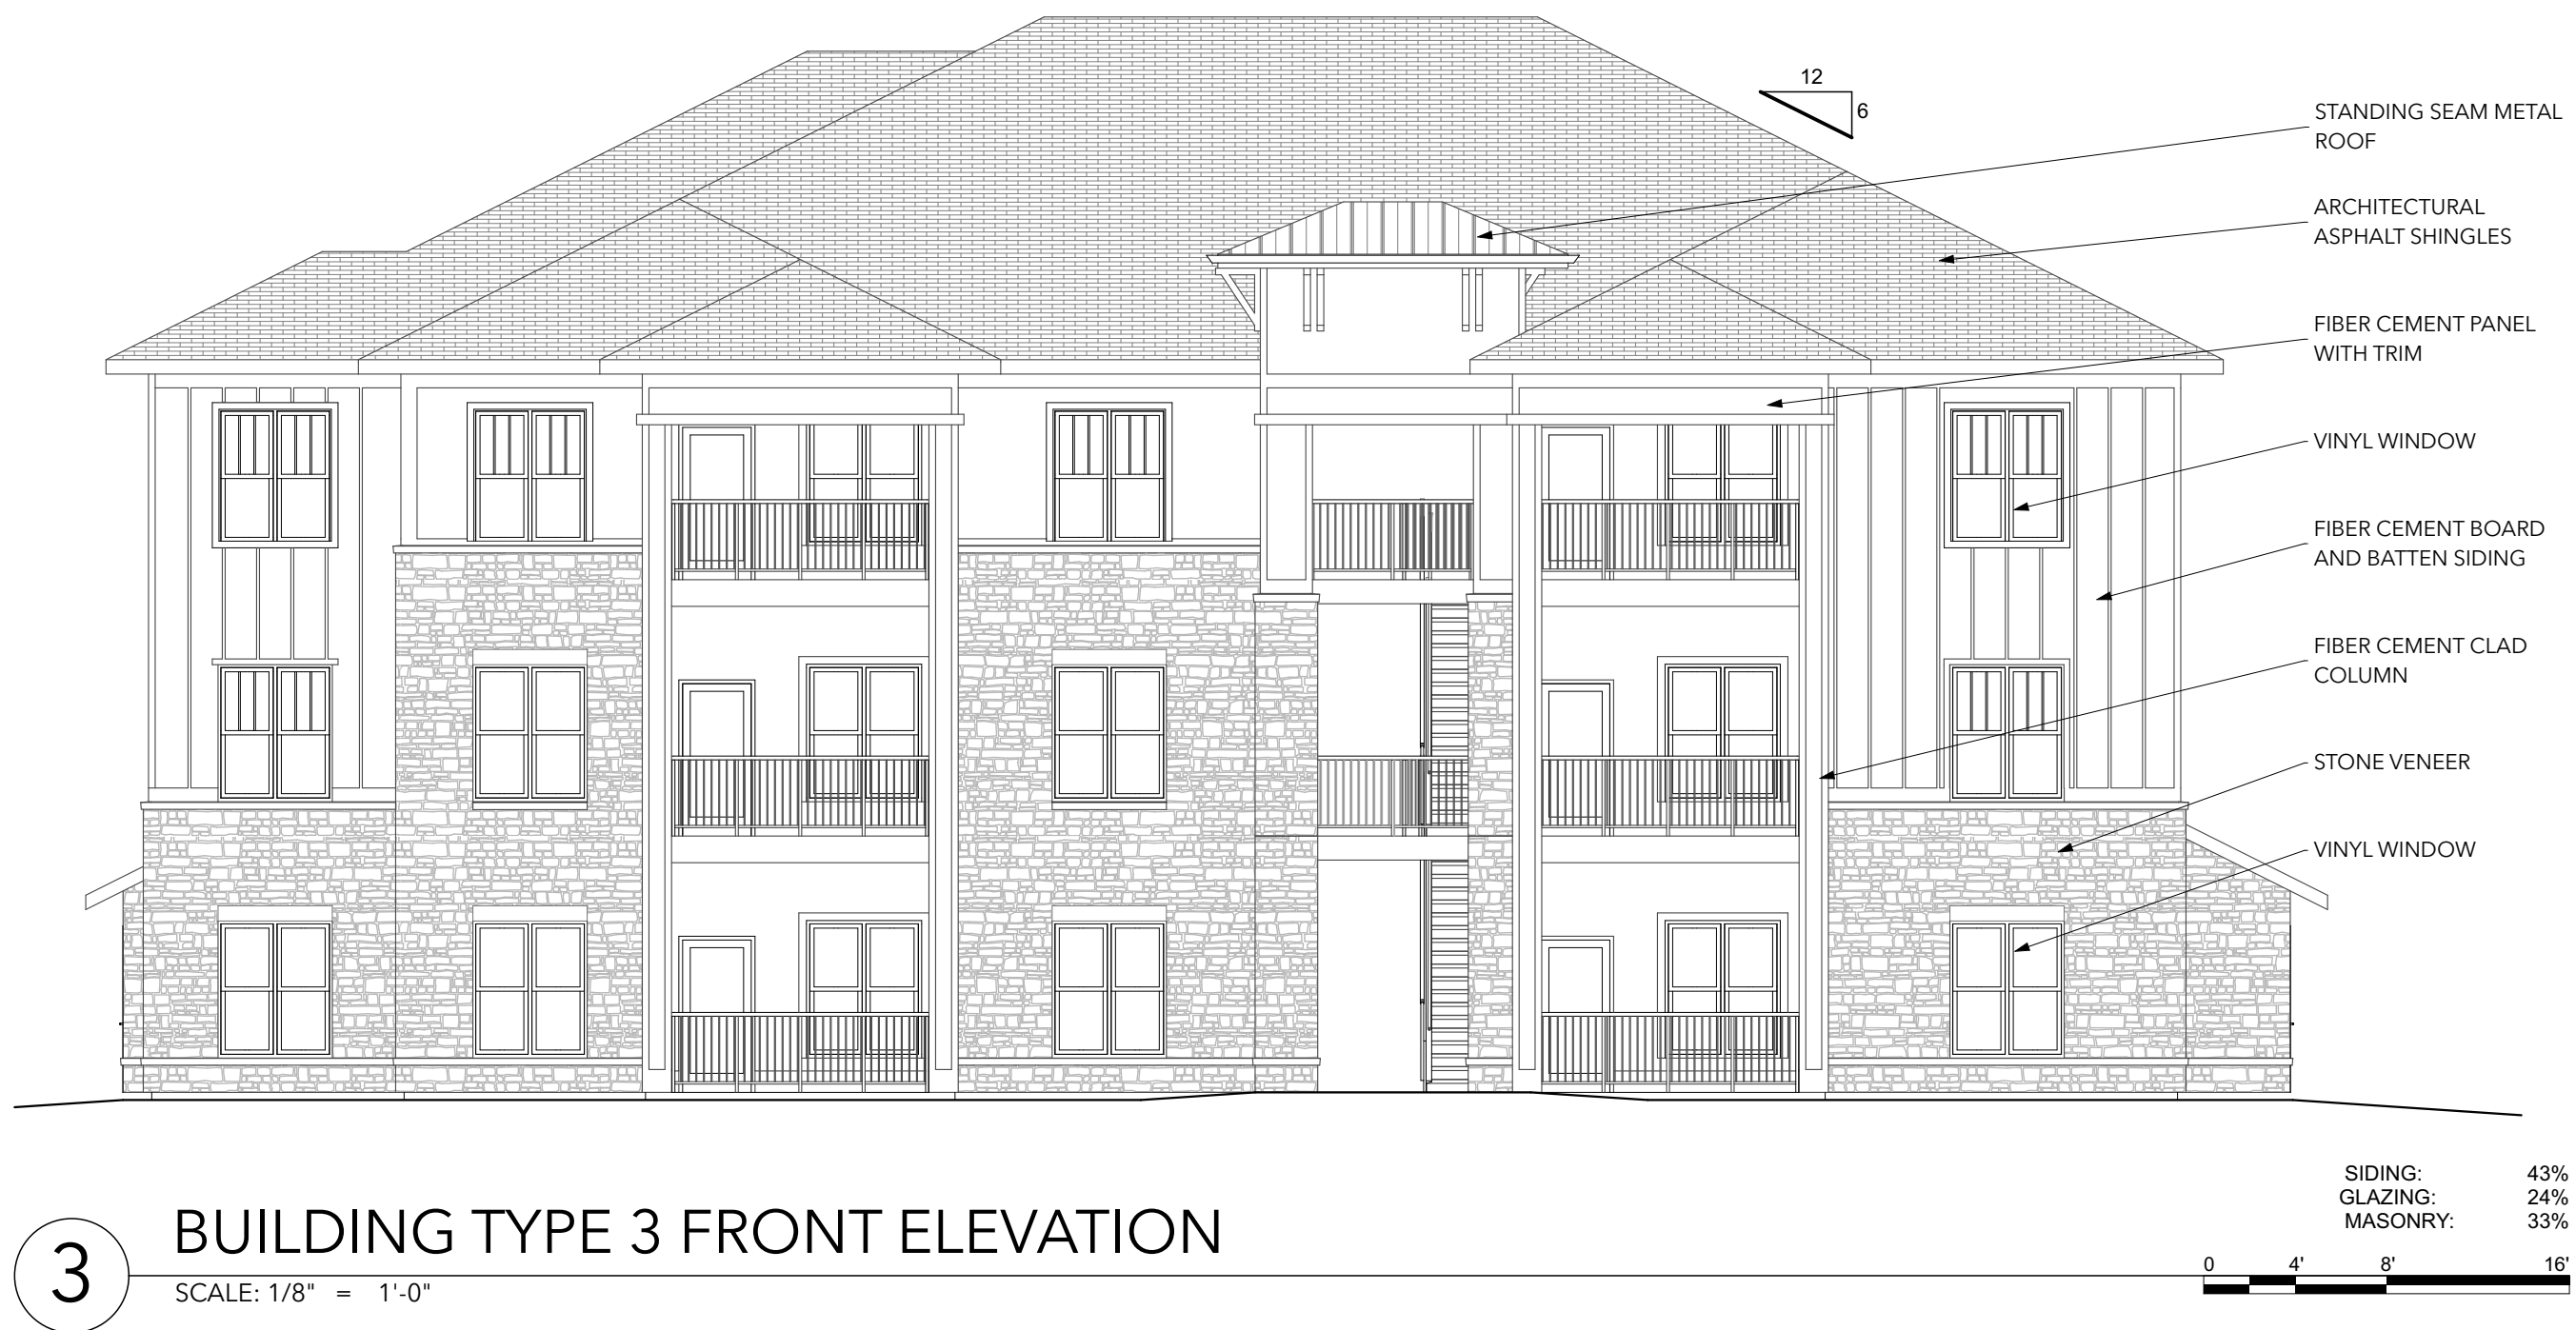 12
6
STANDING SEAM METAL
ROOF
ARCHITECTURAL
ASPHALT SHINGLES
FIBER CEMENT PANEL
WITH TRIM
VINYL WINDOW
FIBER CEMENT BOARD
AND BATTEN SIDING
FIBER CEMENT CLAD
COLUMN
STONE VENEER
VINYL WINDOW
SIDING: 43%
GLAZING: 24%
MASONRY: 33%
3
BUILDING TYPE 3 FRONT ELEVATION
SCALE: 1/8" = 1'-0"
0 4' 8' 16'